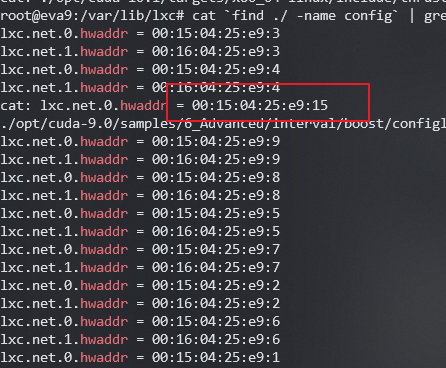 root@eva9:/var/lib/lxc# cat `find ./ -name config` | gre
lxc.net.0.hwaddr = 00:15:04:25:e9:3
lxc.net.1.hwaddr = 00:16:04:25:e9:3
lxc.net.0.hwaddr = 00:15:04:25:e9:4
lxc.net.1.hwaddr = 00:16:04:25:e9:4
cat: lxc.net.0.hwaddr = 00:15:04:25:e9:15
./opt/cuda-9.0/samples/6_Advanced/interval/boost/configl
lxc.net.0.hwaddr = 00:15:04:25:e9:9
lxc.net.1.hwaddr = 00:16:04:25:e9:9
lxc.net.0.hwaddr = 00:15:04:25:e9:8
lxc.net.1.hwaddr = 00:16:04:25:e9:8
lxc.net.0.hwaddr = 00:15:04:25:e9:5
lxc.net.1.hwaddr = 00:16:04:25:e9:5
lxc.net.0.hwaddr = 00:15:04:25:e9:7
lxc.net.1.hwaddr = 00:16:04:25:e9:7
lxc.net.0.hwaddr = 00:15:04:25:e9:2
lxc.net.1.hwaddr = 00:16:04:25:e9:2
lxc.net.0.hwaddr = 00:15:04:25:e9:6
lxc.net.1.hwaddr = 00:16:04:25:e9:6
lxc.net.0.hwaddr = 00:15:04:25:e9:1